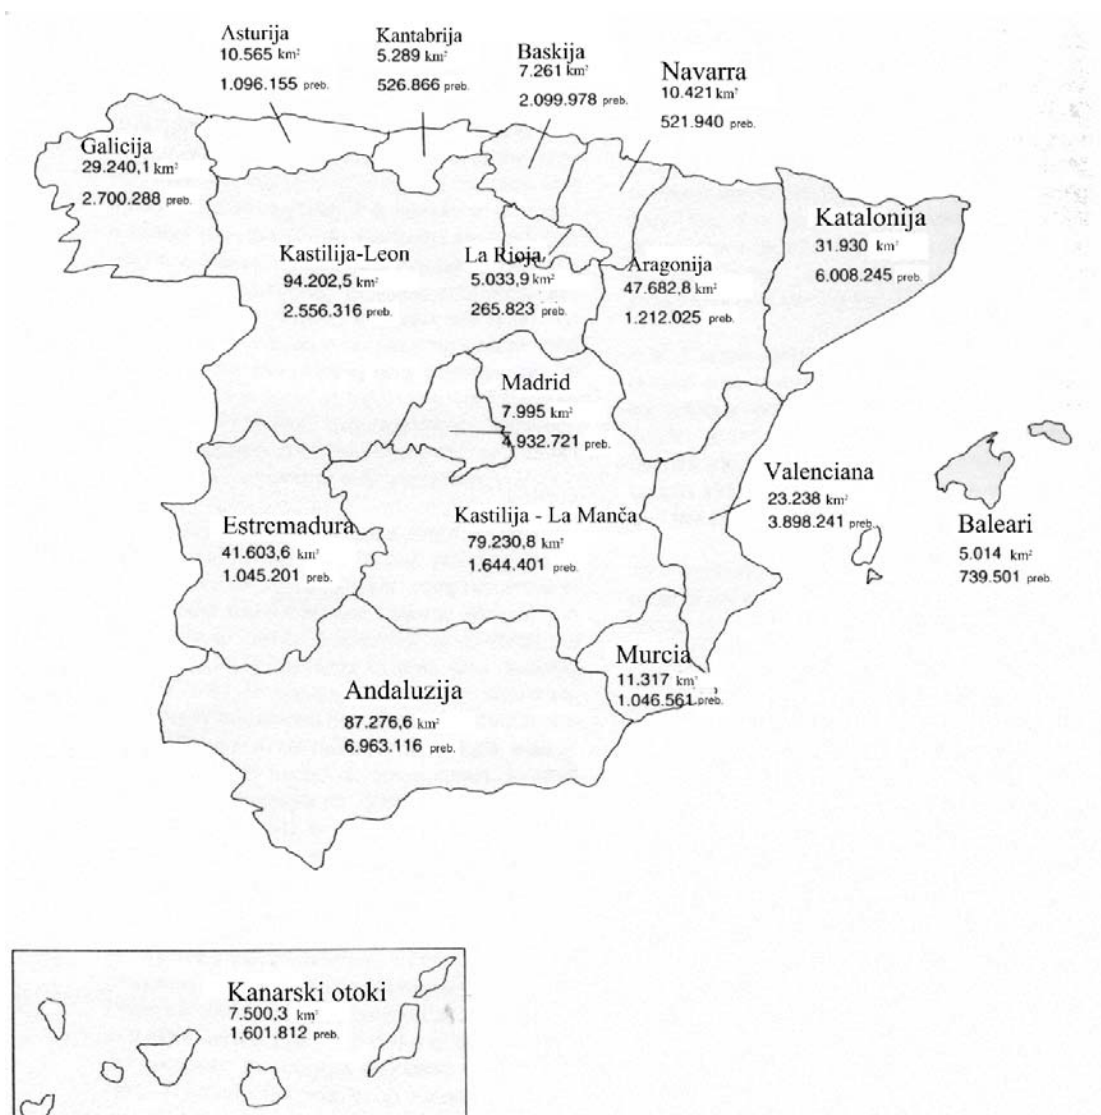 Asturija
10.565 km²
1.096.155 preb.
Kantabrija
5.289 km²
526.866 preb.
Baskija
7.261 km²
2.099.978 preb.
Navarra
10.421 km²
521.940 preb.
Galicija
29.240,1 km²
2.700.288 preb.
Katalonija
31.930 km²
6.008.245 preb.
Kastilija-Leon
94.202,5 km²
2.556.316 preb.
La Rioja
5.033,9 km²
265.823 preb.
Aragonija
47.682,8 km²
1.212.025 preb.
Madrid
7.995 km²
4.932.721 preb.
Valenciana
23.238 km²
3.898.241 preb.
Baleari
5.014 km²
739.501 preb.
Estremadura
41.603,6 km²
1.045.201 preb.
Kastilija - La Manča
79.230,8 km²
1.644.401 preb.
Murcia
11.317 km²
1.046.561 preb.
Andaluzija
87.276,6 km²
6.963.116 preb.
Kanarski otoki
7.500,3 km²
1.601.812 preb.